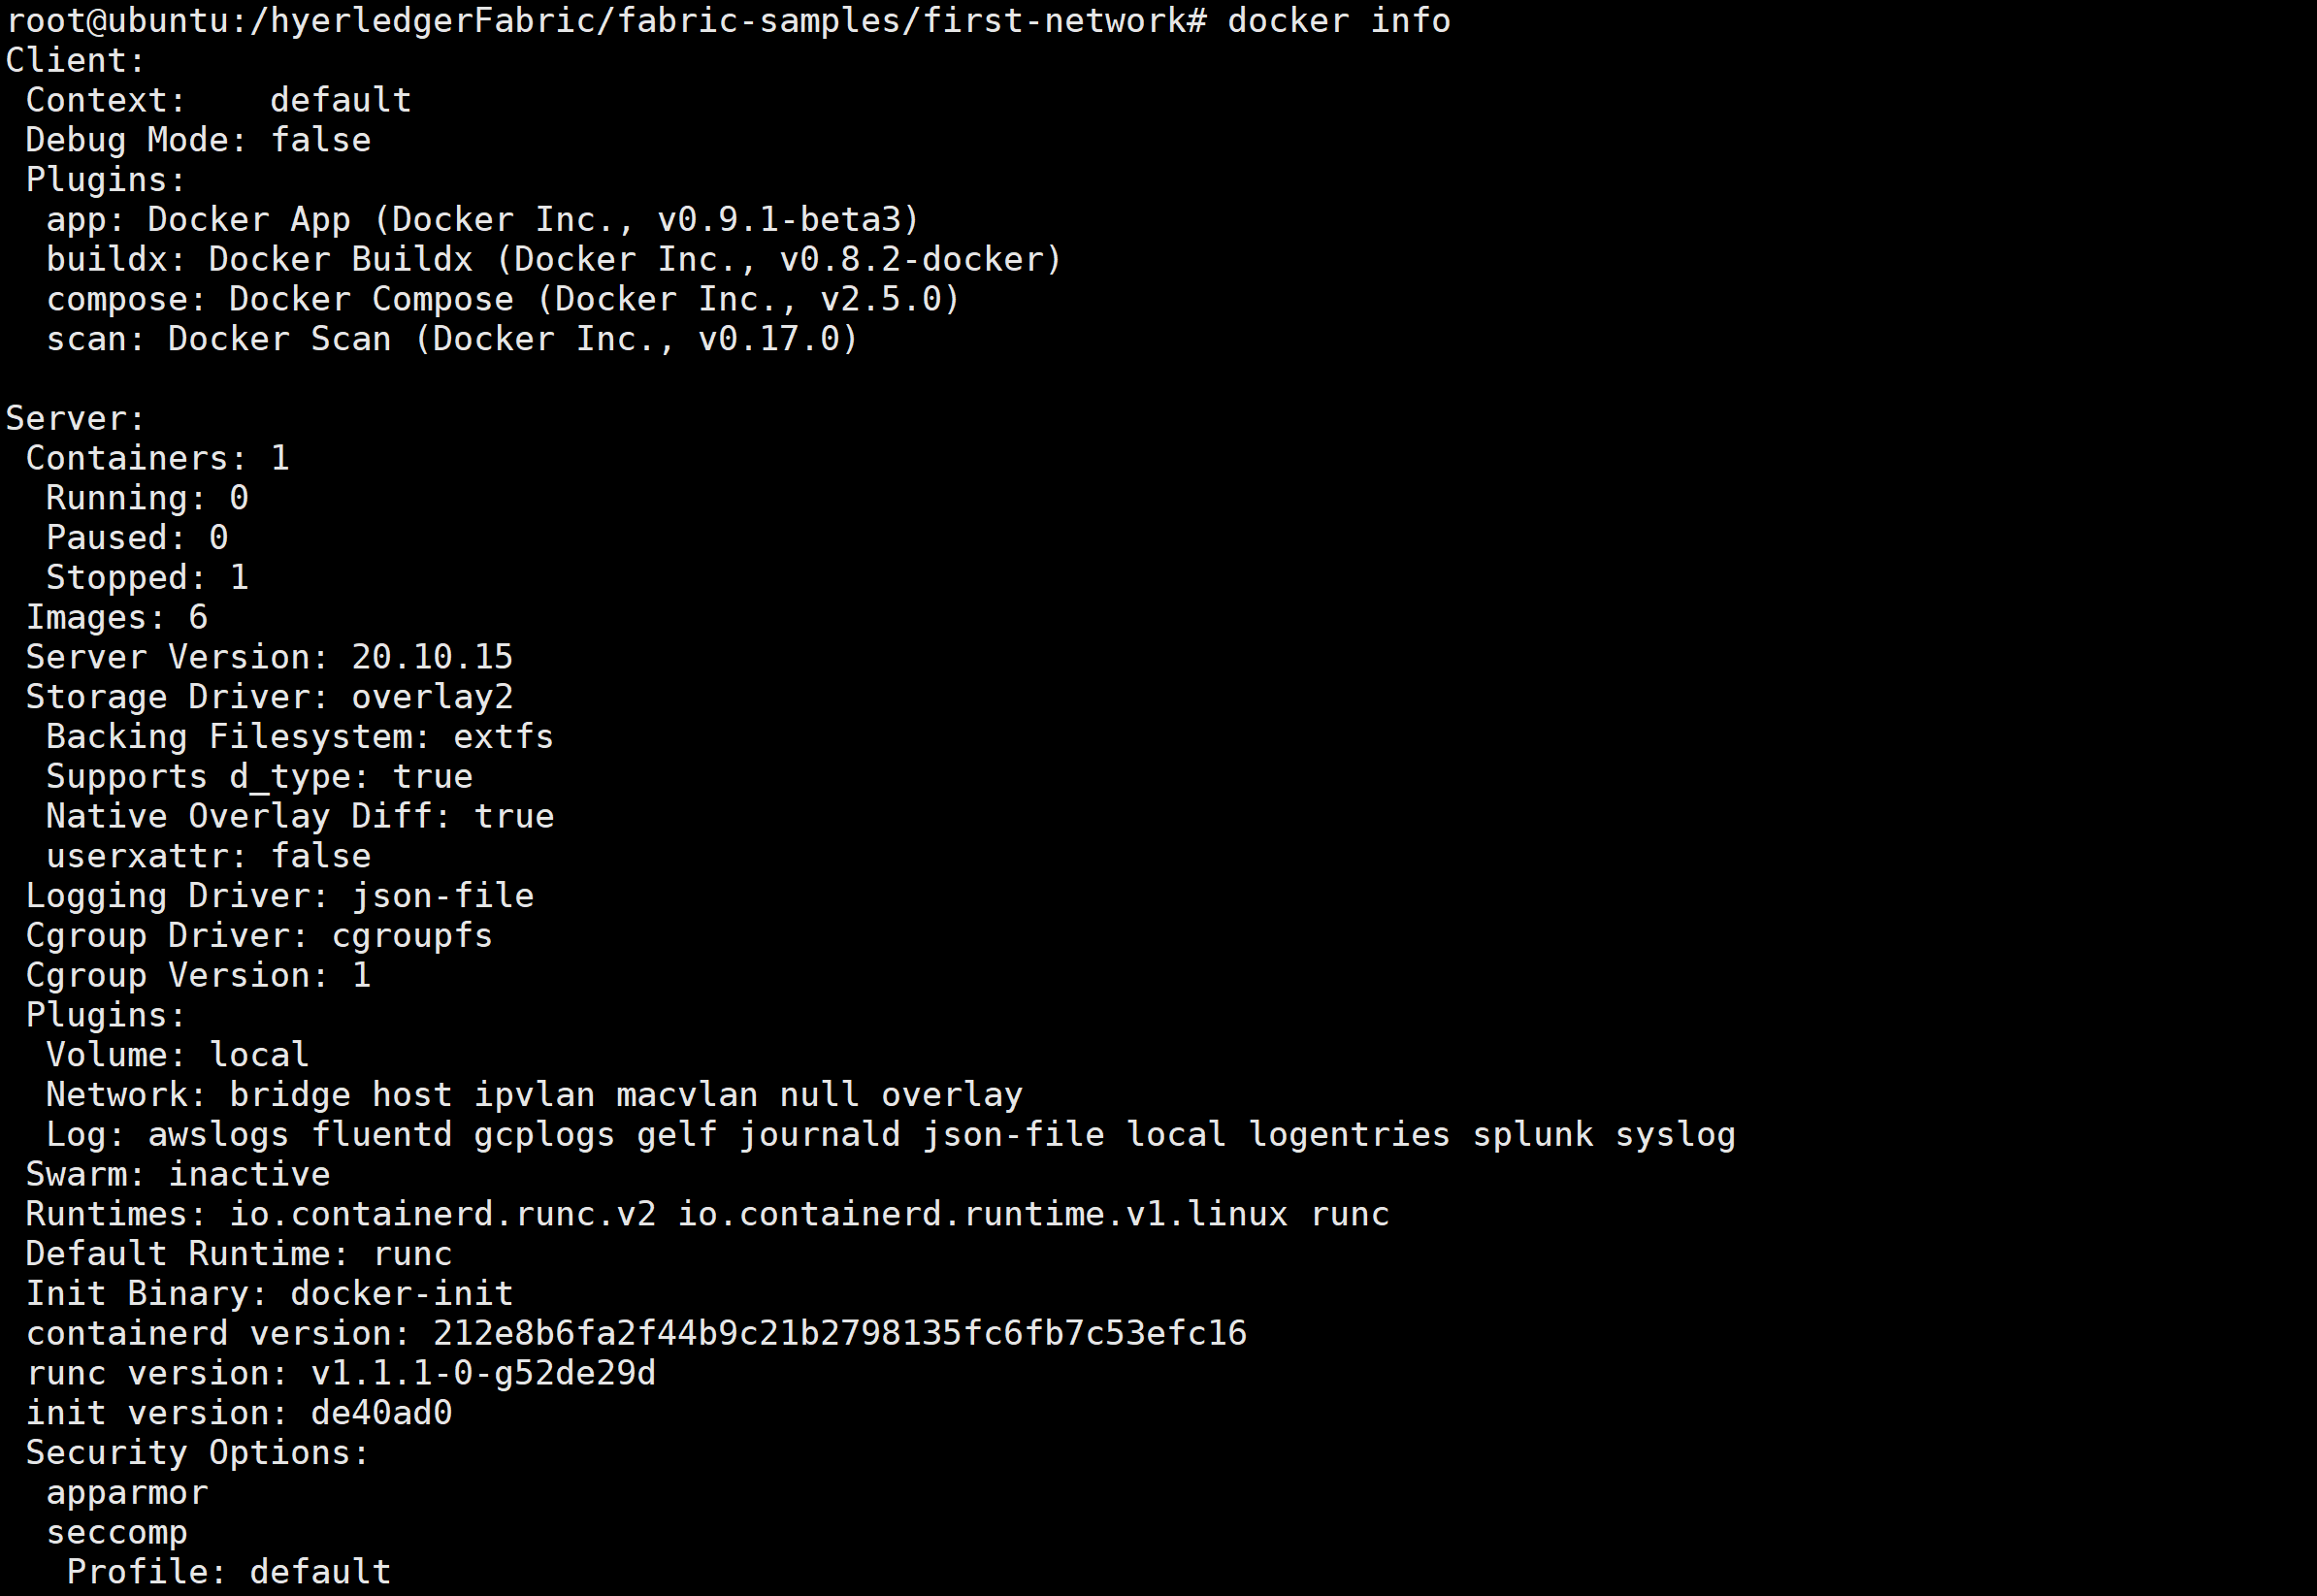 root@ubuntu:/hyerledgerFabric/fabric-samples/first-network# docker info
Client:
 Context:    default
 Debug Mode: false
 Plugins:
  app: Docker App (Docker Inc., v0.9.1-beta3)
  buildx: Docker Buildx (Docker Inc., v0.8.2-docker)
  compose: Docker Compose (Docker Inc., v2.5.0)
  scan: Docker Scan (Docker Inc., v0.17.0)

Server:
 Containers: 1
  Running: 0
  Paused: 0
  Stopped: 1
 Images: 6
 Server Version: 20.10.15
 Storage Driver: overlay2
  Backing Filesystem: extfs
  Supports d_type: true
  Native Overlay Diff: true
  userxattr: false
 Logging Driver: json-file
 Cgroup Driver: cgroupfs
 Cgroup Version: 1
 Plugins:
  Volume: local
  Network: bridge host ipvlan macvlan null overlay
  Log: awslogs fluentd gcplogs gelf journald json-file local logentries splunk syslog
 Swarm: inactive
 Runtimes: io.containerd.runc.v2 io.containerd.runtime.v1.linux runc
 Default Runtime: runc
 Init Binary: docker-init
 containerd version: 212e8b6fa2f44b9c21b2798135fc6fb7c53efc16
 runc version: v1.1.1-0-g52de29d
 init version: de40ad0
 Security Options:
  apparmor
  seccomp
   Profile: default